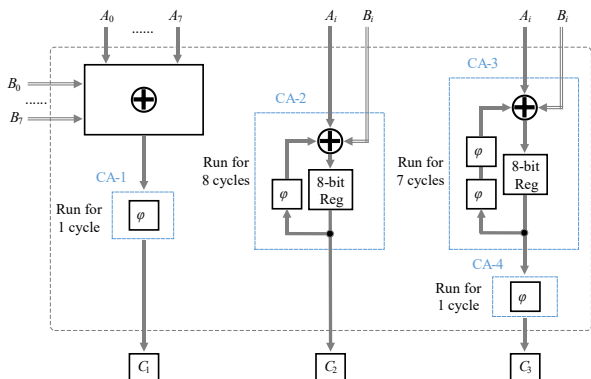 A0 ...... A7
Ai
Bi
Ai
Bi
B0
......
B7
CA-1
Run for
1 cycle
φ
C1
CA-2
Run for
8 cycles
φ
8-bit
Reg
C2
CA-3
Run for
7 cycles
φ
φ
8-bit
Reg
CA-4
Run for
1 cycle
φ
C3